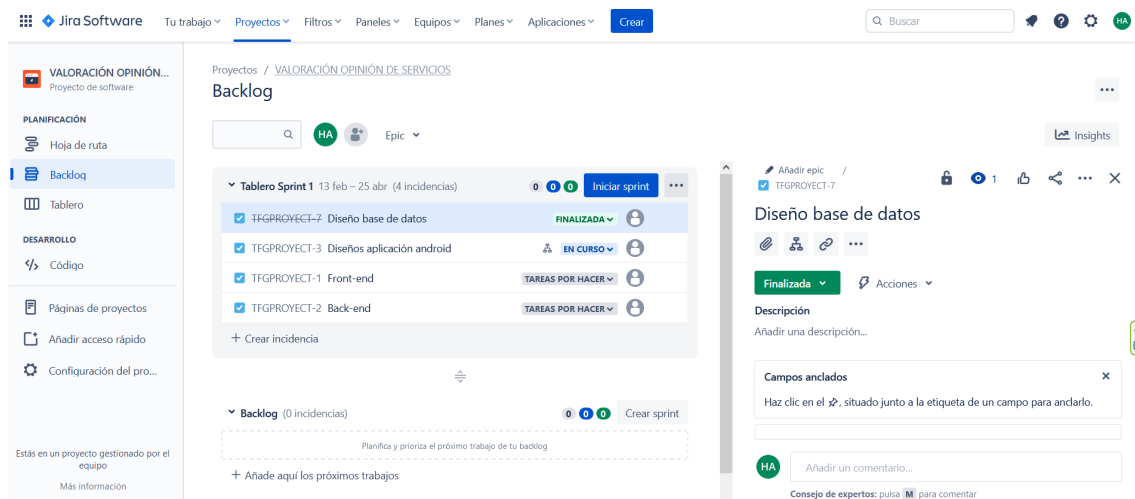 Jira Software
Tu trabajo
Proyectos
Filtros
Paneles
Equipos
Planes
Aplicaciones
Crear
Buscar
HA
VALORACIÓN OPINIÓN...
Proyecto de software
PLANIFICACIÓN
Hoja de ruta
Backlog
Tablero
DESARROLLO
Código
Páginas de proyectos
Añadir acceso rápido
Configuración del pro...
Estás en un proyecto gestionado por el
equipo
Más información
Proyectos / VALORACIÓN OPINIÓN DE SERVICIOS
Backlog
HA
Epic
Insights
Tablero Sprint 1 13 feb – 25 abr (4 incidencias) 0 0 0 Iniciar sprint
TFGPROYECT-7 Diseño base de datos FINALIZADA
TFGPROYECT-3 Diseños aplicación android EN CURSO
TFGPROYECT-1 Front-end TAREAS POR HACER
TFGPROYECT-2 Back-end TAREAS POR HACER
+ Crear incidencia
Backlog (0 incidencias) 0 0 0 Crear sprint
Planifica y prioriza el próximo trabajo de tu backlog
+ Añade aquí los próximos trabajos
Añadir epic /
TFGPROYECT-7
1
Diseño base de datos
Finalizada
Acciones
Descripción
Añadir una descripción...
Campos anclados
Haz clic en el , situado junto a la etiqueta de un campo para anclarlo.
HA
Añadir un comentario...
Consejo de expertos: pulsa M para comentar